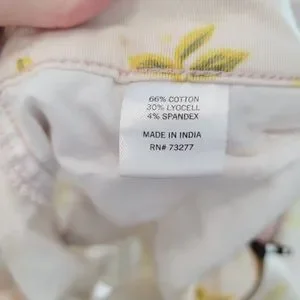 66% COTTON
30% LYOCELL
4% SPANDEX
MADE IN INDIA
RN# 73277